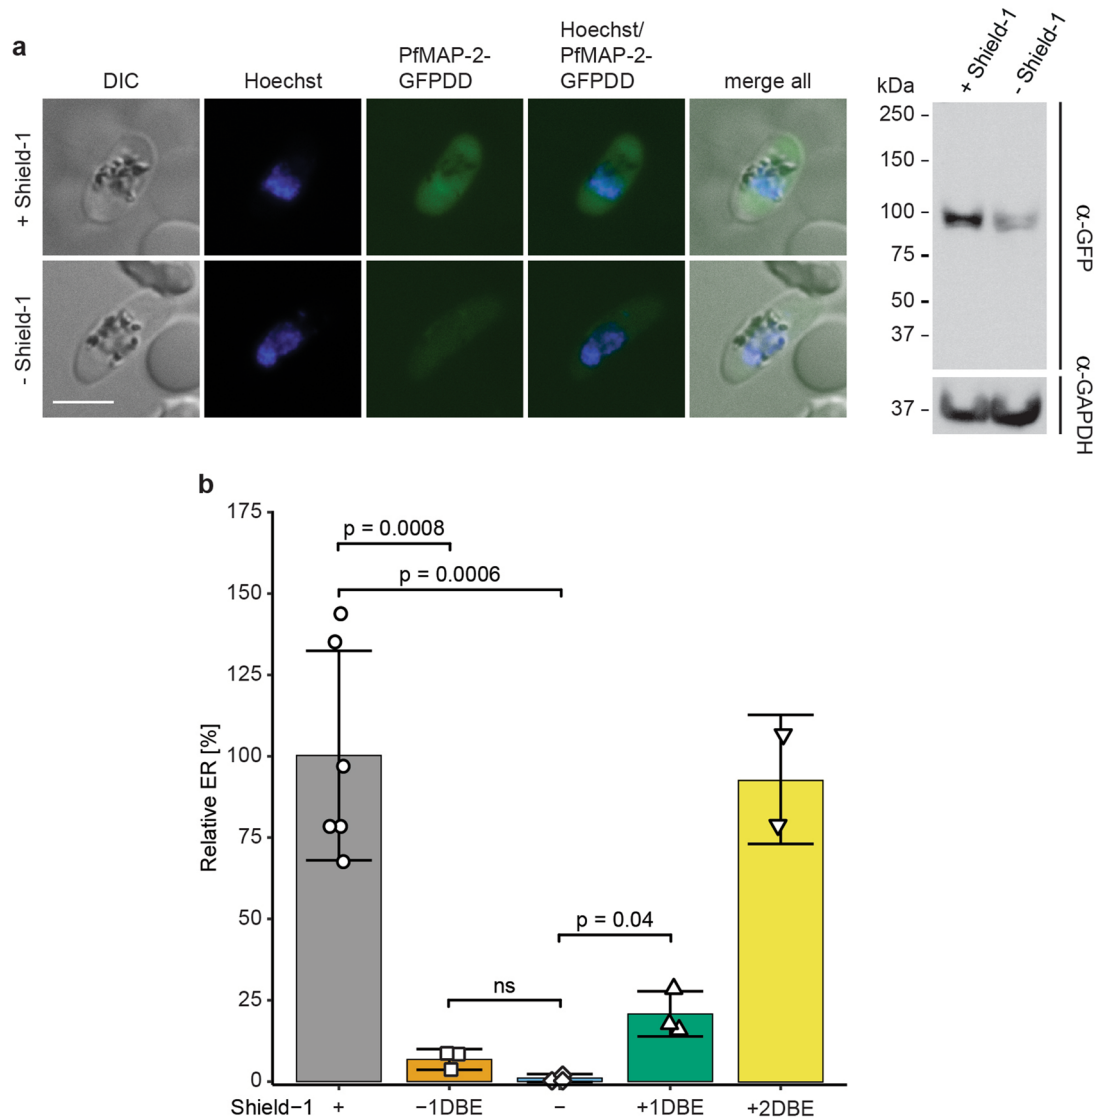 a
DIC
Hoechst
PfMAP-2-
GFPDD
Hoechst/
PfMAP-2-
GFPDD
merge all
+ Shield-1
- Shield-1
kDa
+ Shield-1
- Shield-1
250 –
150 –
100 –
75 –
50 –
37 –
α-GFP
37 –
α-GAPDH
b
Relative ER [%]
175
150
125
100
75
50
25
0
p = 0.0008
p = 0.0006
p = 0.04
ns
Shield−1 + −1DBE − +1DBE +2DBE